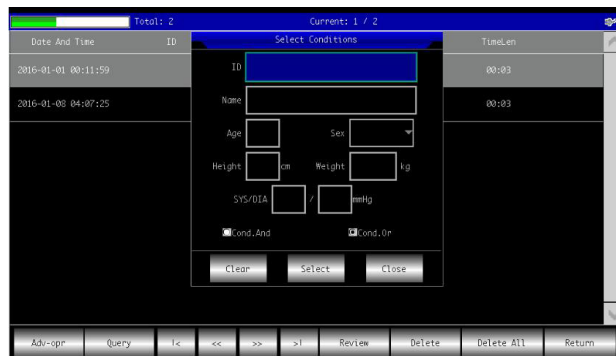 Total: 2 Current: 1 / 2
Date And Time ID Select Conditions TimeLen
2016-01-01 00:11:59 00:03
2016-01-08 04:07:25 00:03
ID
Name
Age Sex
Height cm Weight kg
SYS/DIA / mmHg
Cond.And Cond.Or
Clear Select Close
Adv-opr Query |< << >> >| Review Delete Delete All Return